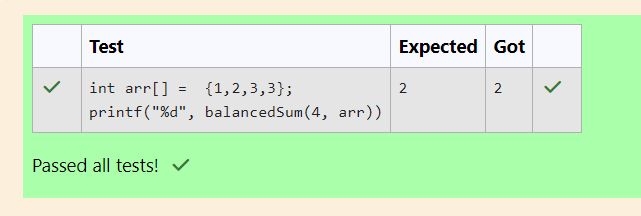 Test Expected Got
int arr[] =  {1,2,3,3}; 2 2
printf("%d", balancedSum(4, arr))
Passed all tests!